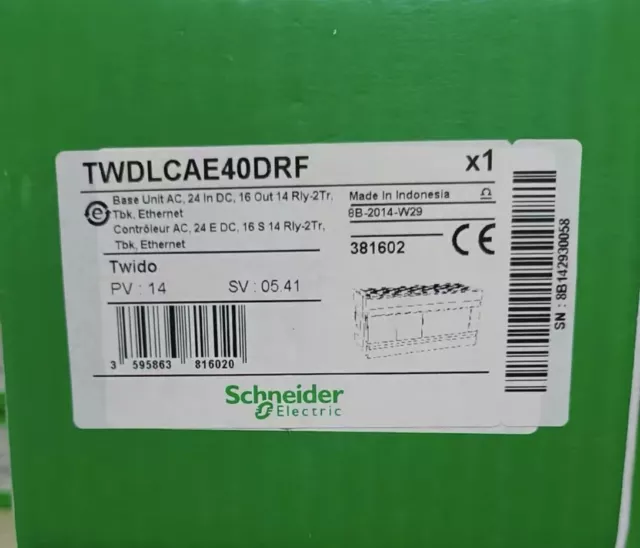 TWDLCAE40DRF
x1
Base Unit AC, 24 In DC, 16 Out 14 Rly-2Tr,
Tbk, Ethernet
Contrôleur AC, 24 E DC, 16 S 14 Rly-2Tr,
Tbk, Ethernet
Made In Indonesia
8B-2014-W29
381602
CE
Twido
PV : 14 SV : 05.41
3 595863 816020
Schneider
Electric
SN : 8B142930058